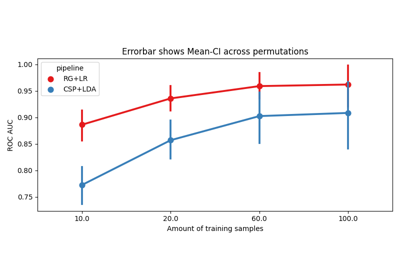 Errorbar shows Mean-CI across permutations
pipeline
RG+LR
CSP+LDA
1.00
0.95
0.90
0.85
0.80
0.75
ROC AUC
10.0 20.0 60.0 100.0
Amount of training samples